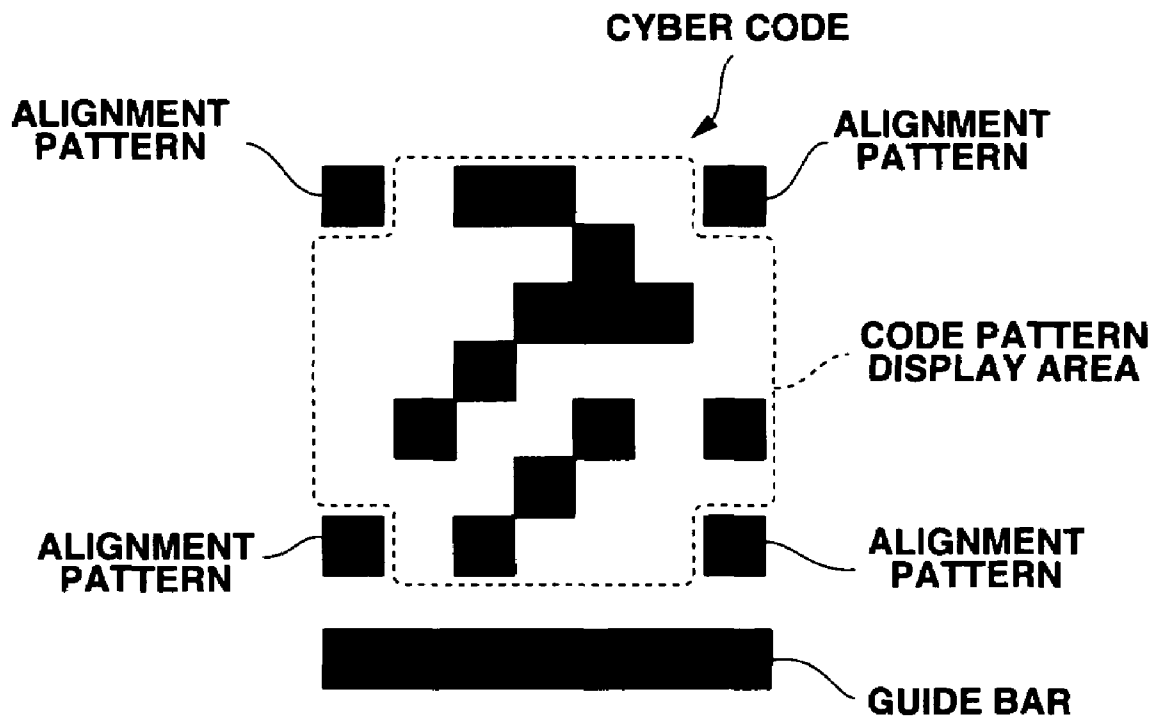 CYBER CODE
ALIGNMENT
PATTERN
ALIGNMENT
PATTERN
CODE PATTERN
DISPLAY AREA
ALIGNMENT
PATTERN
ALIGNMENT
PATTERN
GUIDE BAR